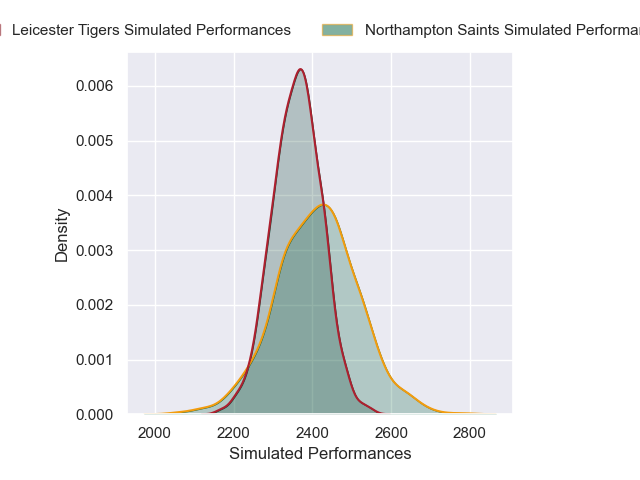 Leicester Tigers Simulated Performances
Northampton Saints Simulated
0.006
0.005
0.004
0.003
0.002
0.001
0.000
Density
2000 2200 2400 2600 2800
Simulated Performances